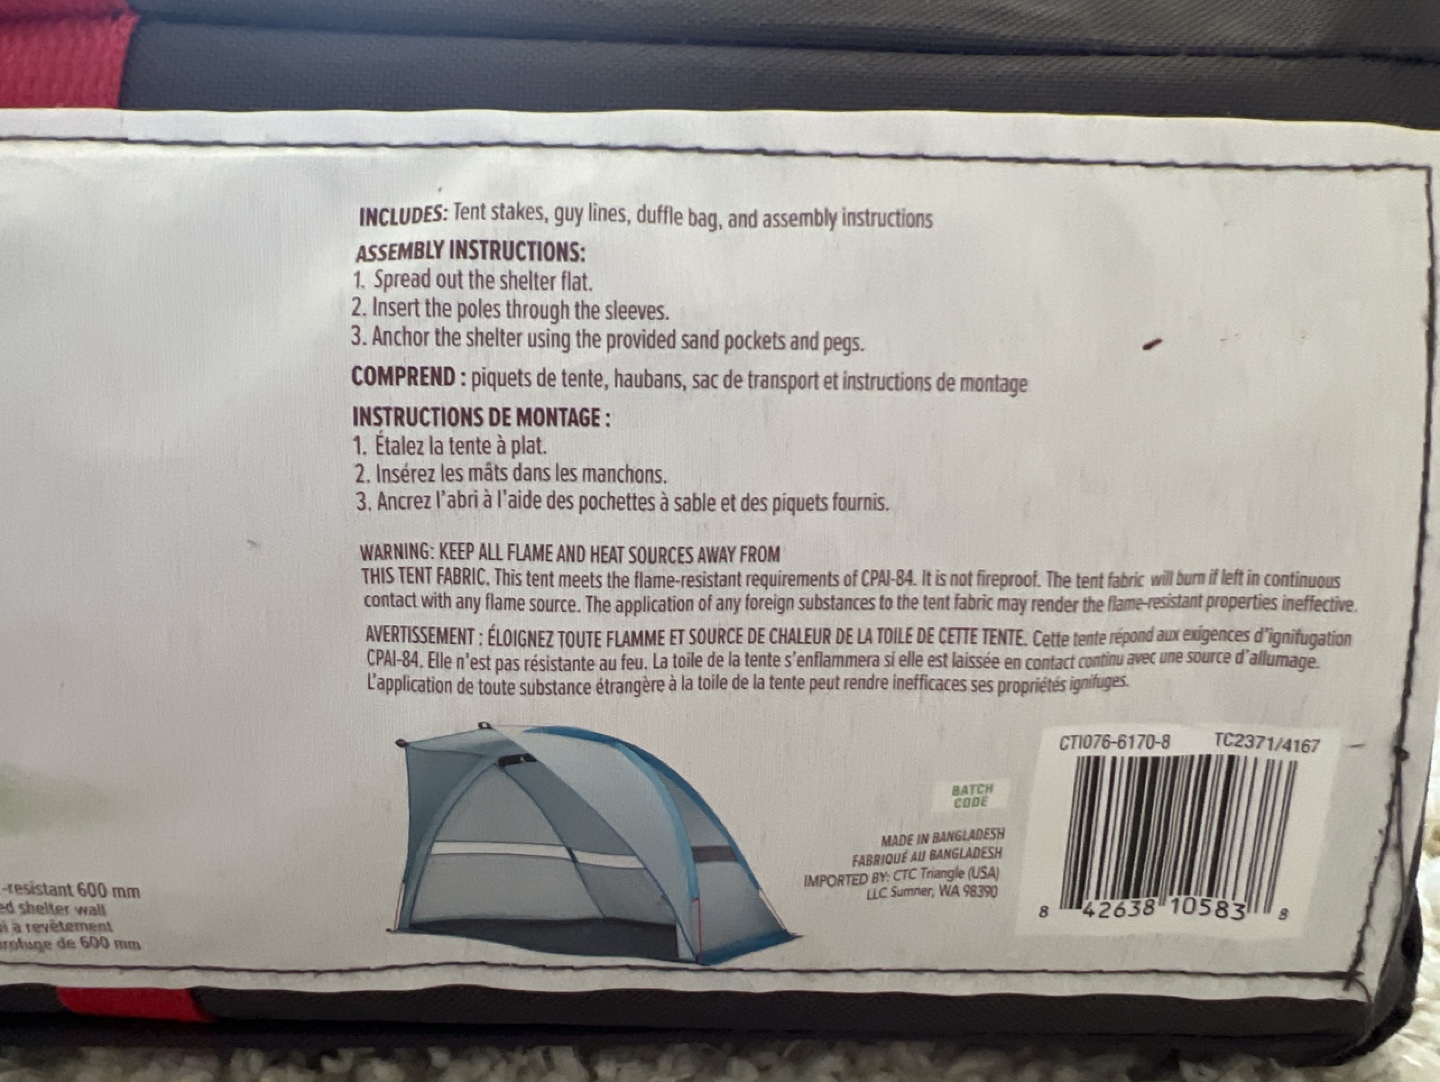 INCLUDES: Tent stakes, guy lines, duffle bag, and assembly instructions
ASSEMBLY INSTRUCTIONS:
1. Spread out the shelter flat.
2. Insert the poles through the sleeves.
3. Anchor the shelter using the provided sand pockets and pegs.
COMPREND : piquets de tente, haubans, sac de transport et instructions de montage
INSTRUCTIONS DE MONTAGE :
1. Étalez la tente à plat.
2. Insérez les mâts dans les manchons.
3. Ancrez l'abri à l'aide des pochettes à sable et des piquets fournis.
WARNING: KEEP ALL FLAME AND HEAT SOURCES AWAY FROM
THIS TENT FABRIC. This tent meets the flame-resistant requirements of CPAI-84. It is not fireproof. The tent fabric will burn if left in continuous
contact with any flame source. The application of any foreign substances to the tent fabric may render the flame-resistant properties ineffective.
AVERTISSEMENT : ÉLOIGNEZ TOUTE FLAMME ET SOURCE DE CHALEUR DE LA TOILE DE CETTE TENTE. Cette tente répond aux exigences d'ignifugation
CPAI-84. Elle n'est pas résistante au feu. La toile de la tente s'enflammera si elle est laissée en contact continu avec une source d'allumage.
L'application de toute substance étrangère à la toile de la tente peut rendre inefficaces ses propriétés ignifuges.
-resistant 600 mm
ed shelter wall
à revêtement
de 600 mm
BATCH
CODE
MADE IN BANGLADESH
FABRIQUÉ AU BANGLADESH
IMPORTED BY: CTC Triangle (USA)
LLC Sumner, WA 98390
CTI076-6170-8 TC2371/4167
8 42638 10583 8